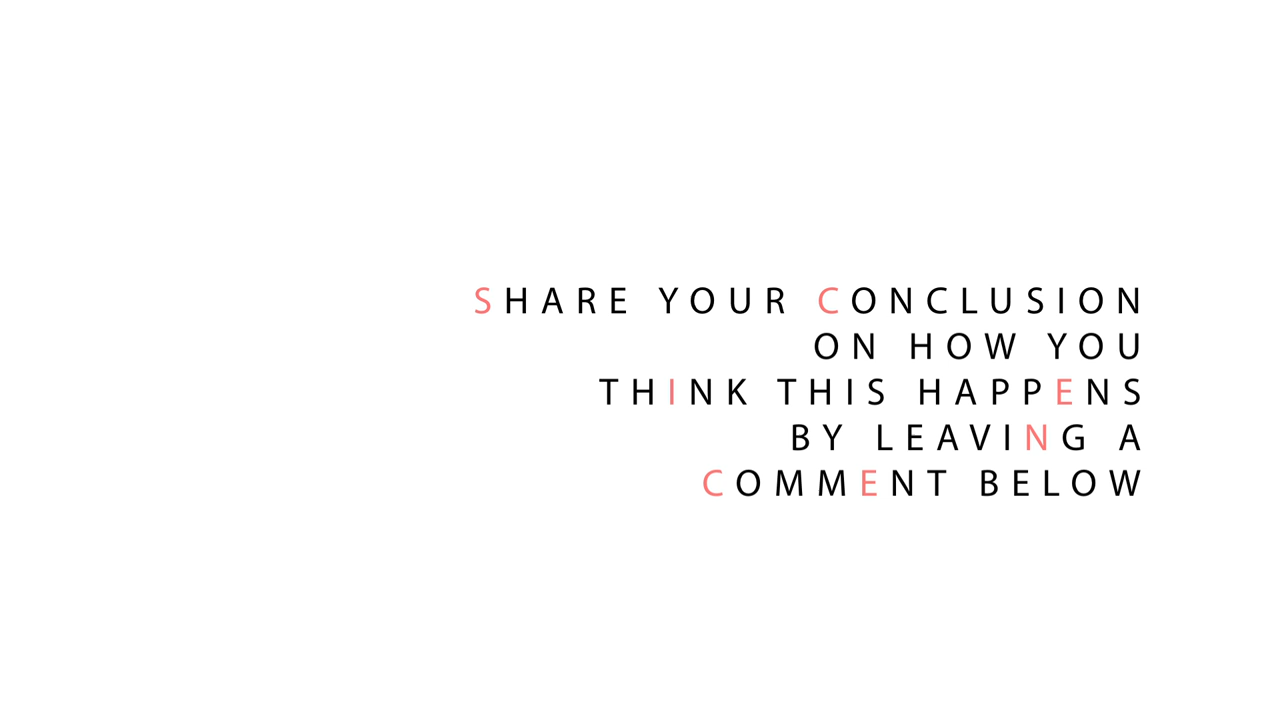 SHARE YOUR CONCLUSION
ON HOW YOU
THINK THIS HAPPENS
BY LEAVING A
COMMENT BELOW